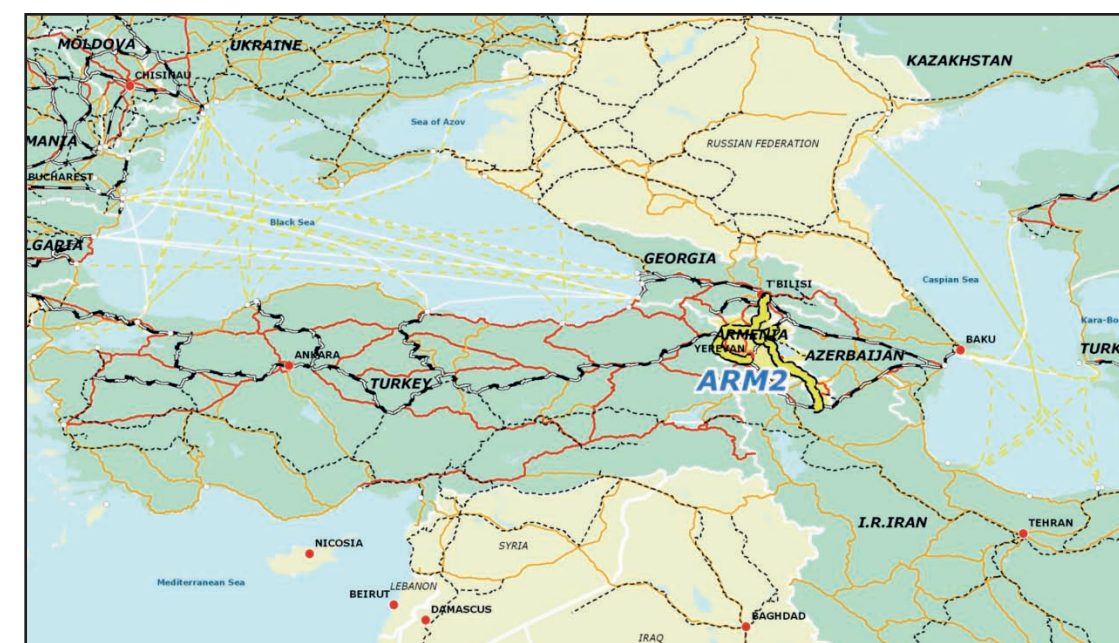 MOLDOVA
UKRAINE
KAZAKHSTAN
CHISINAU
Sea of Azov
MANIA
RUSSIAN FEDERATION
BUCHAREST
Black Sea
LGARIA
GEORGIA
Caspian Sea
T'BILISI
Kara-Bo
ARMENIA
YEREVAN
AZERBAIJAN
BAKU
TURK
ANKARA
TURKEY
ARM2
I.R.IRAN
TEHRAN
NICOSIA
SYRIA
Mediterranean Sea
LEBANON
BEIRUT
DAMASCUS
BAGHDAD
IRAQ